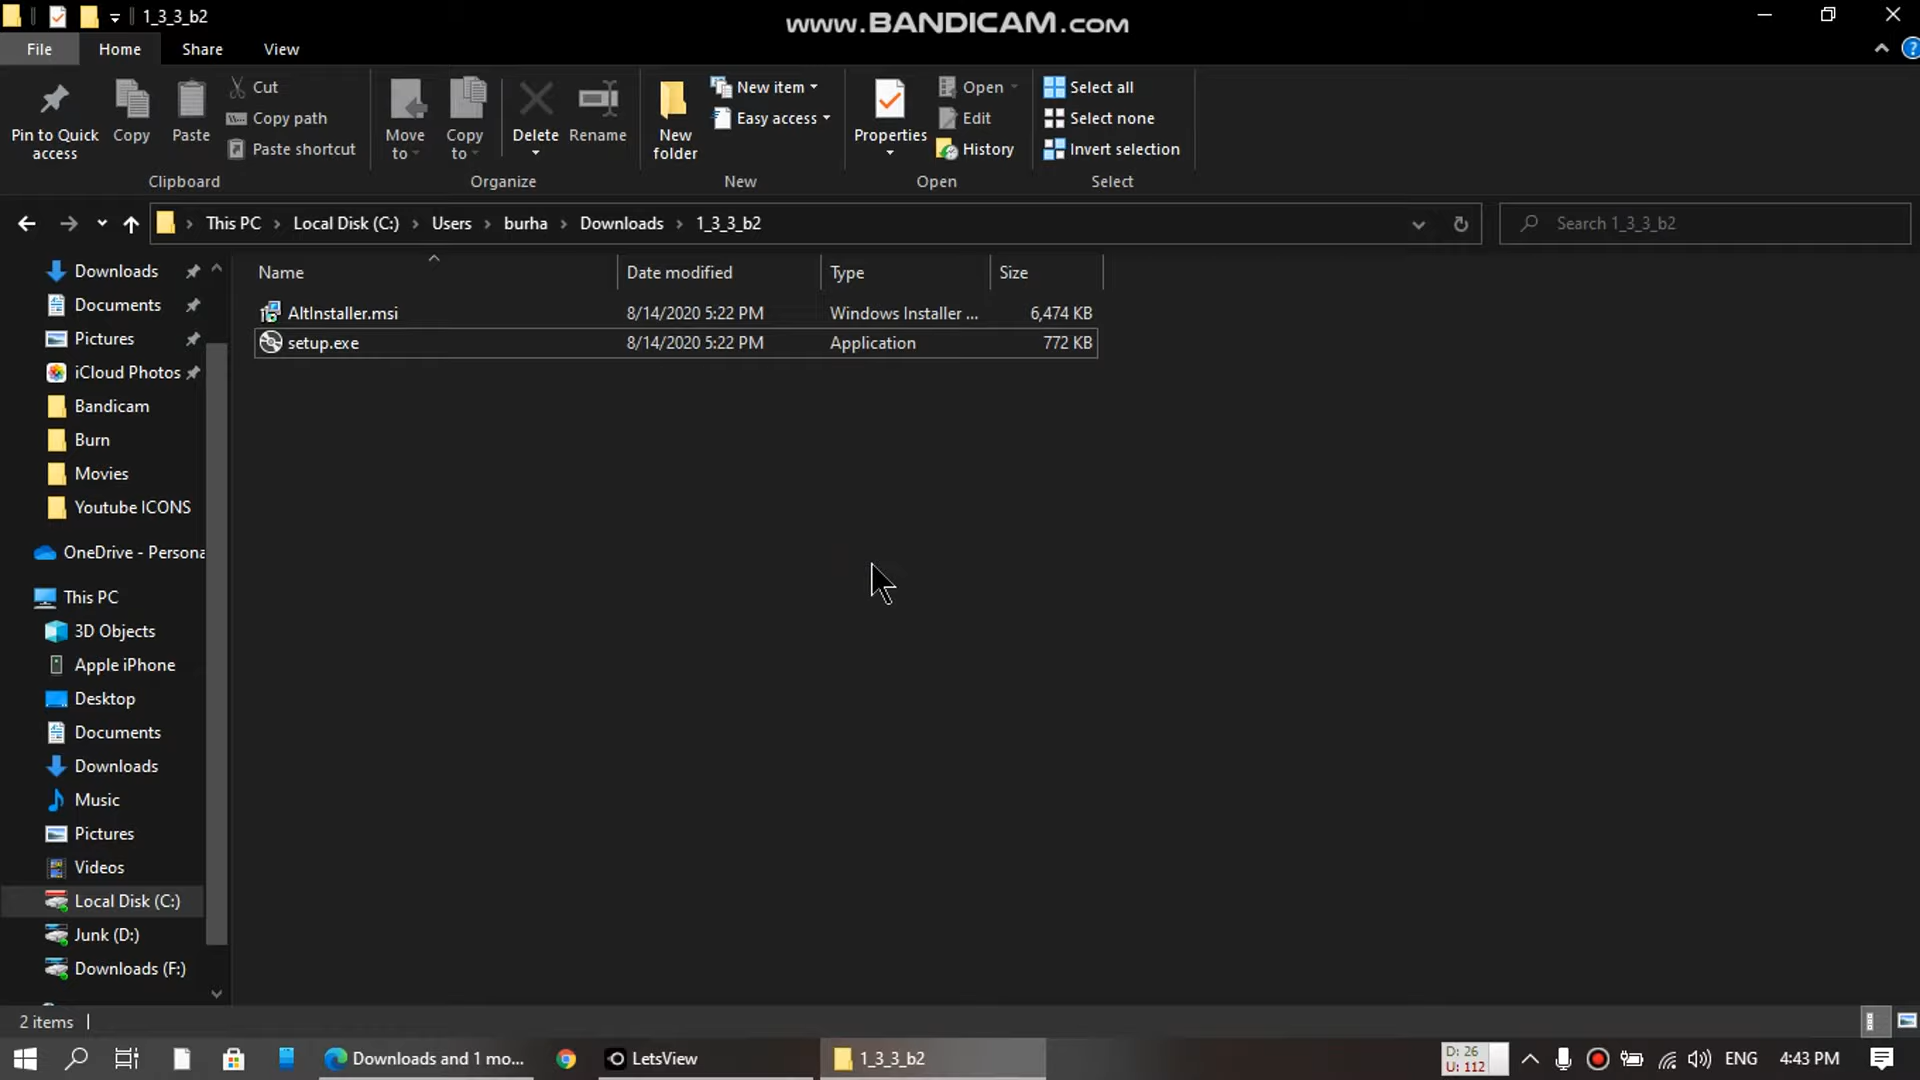 1_3_3_b2
www.BANDICAM.com
File
Home
Share
View
Pin to Quick
access
Copy
Paste
Cut
Copy path
Paste shortcut
Clipboard
Move
to
Copy
to
Delete
Rename
Organize
New
folder
New item
Easy access
New
Properties
Open
Edit
History
Open
Select all
Select none
Invert selection
Select
This PC
Local Disk (C:)
Users
burha
Downloads
1_3_3_b2
Search 1_3_3_b2
Name
Date modified
Type
Size
AltInstaller.msi
8/14/2020 5:22 PM
Windows Installer ...
6,474 KB
setup.exe
8/14/2020 5:22 PM
Application
772 KB
Downloads
Documents
Pictures
iCloud Photos
Bandicam
Burn
Movies
Youtube ICONS
OneDrive - Persona
This PC
3D Objects
Apple iPhone
Desktop
Documents
Downloads
Music
Pictures
Videos
Local Disk (C:)
Junk (D:)
Downloads (F:)
2 items
Downloads and 1 mo...
LetsView
1_3_3_b2
D: 26
U: 112
ENG
4:43 PM